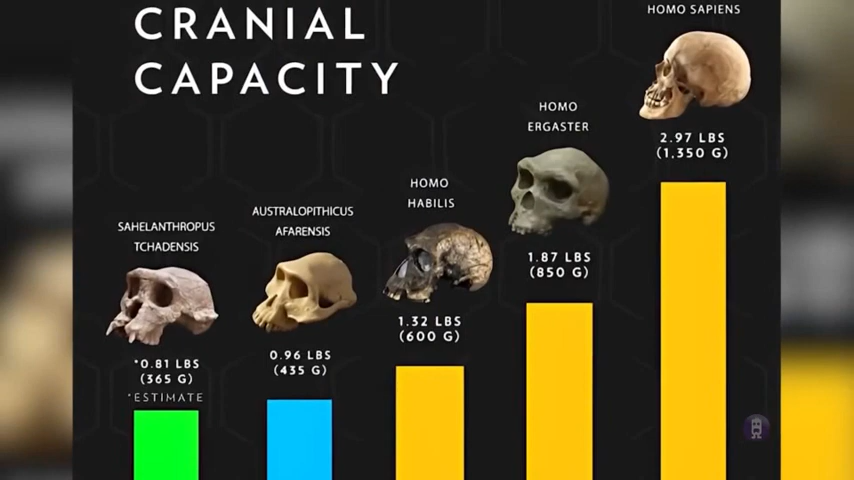 CRANIAL
CAPACITY
SAHELANTHROPUS
TCHADENSIS
*0.81 LBS
(365 G)
*ESTIMATE
AUSTRALOPITHICUS
AFARENSIS
0.96 LBS
(435 G)
HOMO
HABILIS
1.32 LBS
(600 G)
HOMO
ERGASTER
1.87 LBS
(850 G)
HOMO SAPIENS
2.97 LBS
(1,350 G)